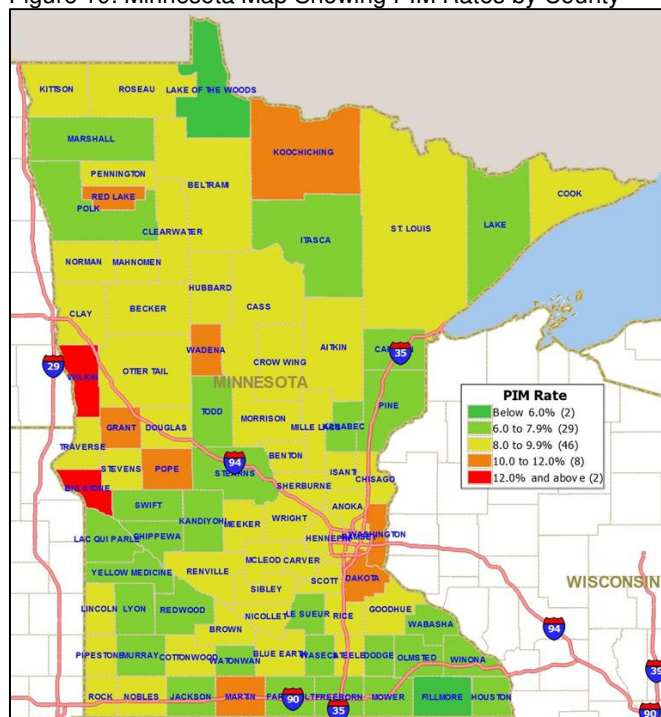 Figure 10. Minnesota Map Showing PIM Rates by County
KITTSON
ROSEAU
LAKE OF THE WOODS
MARSHALL
KOOCHICHING
PENNINGTON
BELTRAMI
COOK
RED LAKE
POLK
ST. LOUIS
LAKE
CLEARWATER
ITASCA
NORMAN
MAHNOMEN
HUBBARD
CASS
CLAY
BECKER
AITKIN
WADENA
CROW WING
35
29
WILKIN
OTTER TAIL
MINNESOTA
PINE
TODD
GRANT
DOUGLAS
MORRISON
MILLE LACS
TRAVERSE
POPE
STEVENS
94
BENTON
STEARNS
ISANTI
CHISAGO
BIG STONE
SHERBURNE
SWIFT
ANOKA
KANDIYOHI
MEEKER
WRIGHT
LAC QUI PARLE
CHIPPEWA
HENNEPIN
WASHINGTON
MCLEOD
CARVER
YELLOW MEDICINE
RENVILLE
DAKOTA
SCOTT
SIBLEY
LINCOLN
LYON
REDWOOD
NICOLLET
LE SUEUR
RICE
GOODHUE
WABASHA
BROWN
PIPESTONE
MURRAY
COTTONWOOD
WATONWAN
BLUE EARTH
WASECA
STEELE
DODGE
OLMSTED
WINONA
ROCK
NOBLES
JACKSON
MARTIN
90
FREEBORN
MOWER
FILLMORE
HOUSTON
35
PIM Rate
Below 6.0% (2)
6.0 to 7.9% (29)
8.0 to 9.9% (46)
10.0 to 12.0% (8)
12.0% and above (2)
WISCONSIN
94
39
90